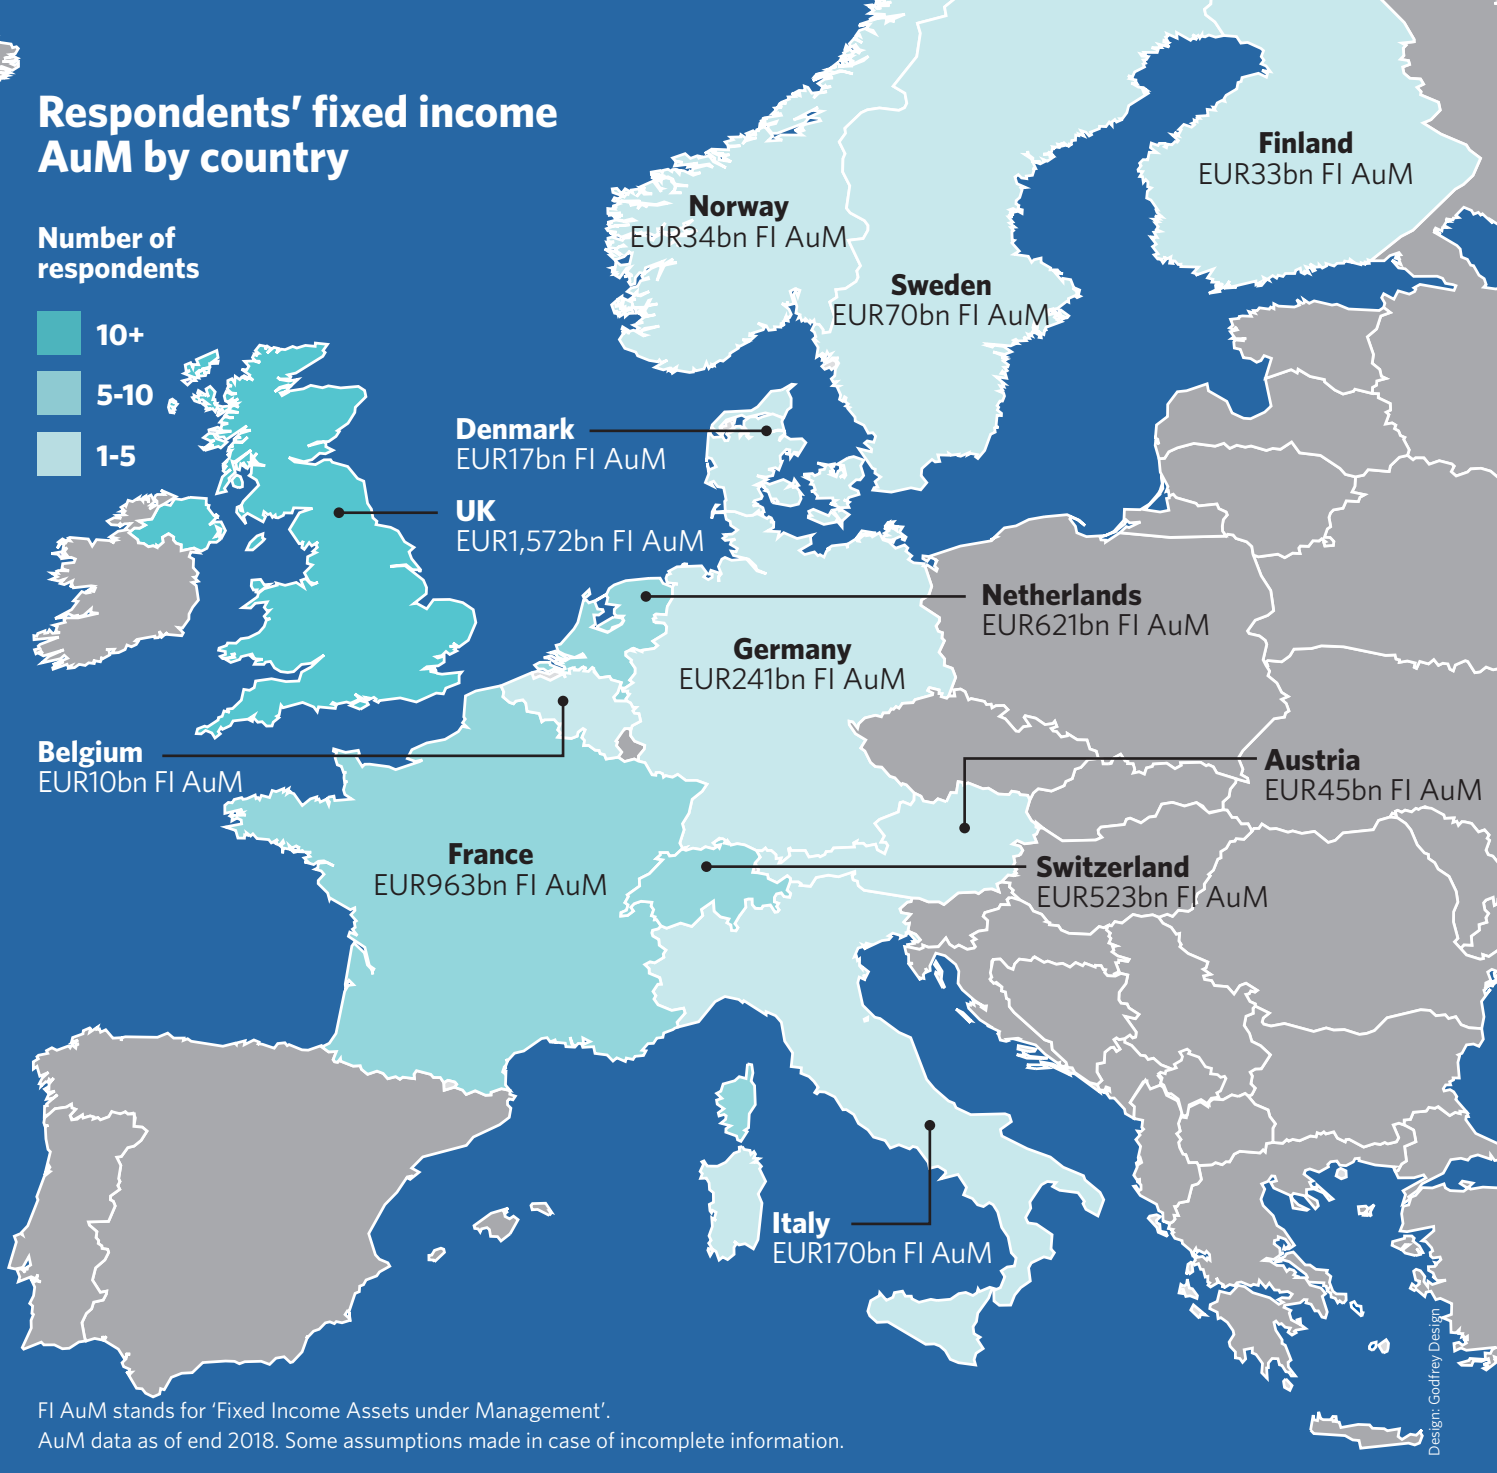 Respondents’ fixed income
AuM by country
Number of
respondents
10+
5-10
1-5
Finland
EUR33bn FI AuM
Norway
EUR34bn FI AuM
Sweden
EUR70bn FI AuM
Denmark
EUR17bn FI AuM
UK
EUR1,572bn FI AuM
Netherlands
EUR621bn FI AuM
Germany
EUR241bn FI AuM
Belgium
EUR10bn FI AuM
Austria
EUR45bn FI AuM
France
EUR963bn FI AuM
Switzerland
EUR523bn FI AuM
Italy
EUR170bn FI AuM
FI AuM stands for ‘Fixed Income Assets under Management’.
AuM data as of end 2018. Some assumptions made in case of incomplete information.
Design: Godfrey Design